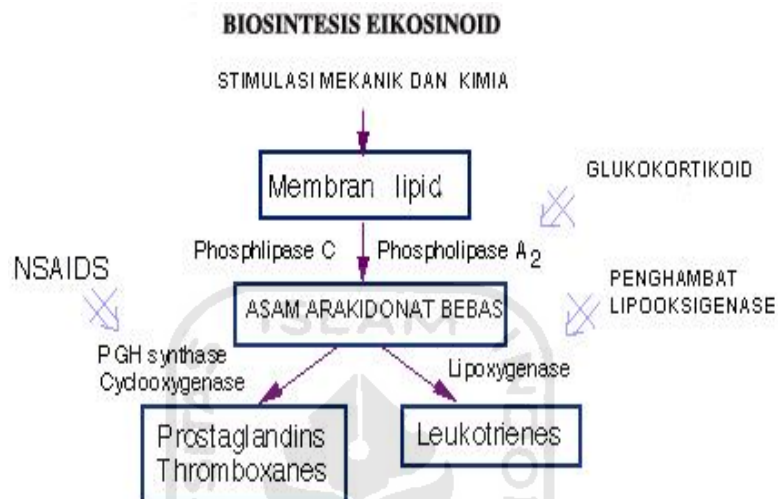 BIOSINTESIS EIKOSINOID
STIMULASI MEKANIK DAN KIMIA
Membran lipid
GLUKOKORTIKOID
Phosphlipase C
Phospholipase A2
NSAIDS
ASAM ARAKIDONAT BEBAS
PENGHAMBAT
LIPOOKSIGENASE
PGH synthase
Cyclooxygenase
Lipoxygenase
Prostaglandins
Thromboxanes
Leukotrienes
ISLAM